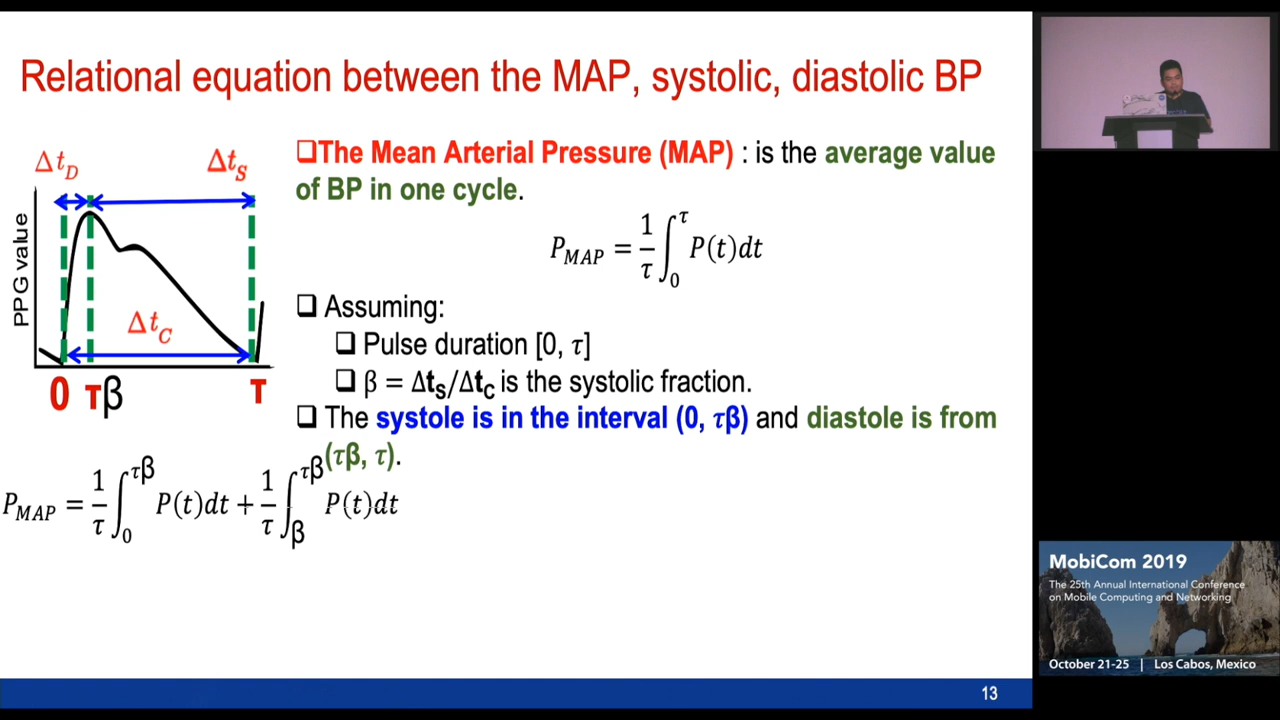 Relational equation between the MAP, systolic, diastolic BP
Δt_D
Δt_S
PPG value
Δt_C
0 τβ
τ
❑The Mean Arterial Pressure (MAP) : is the average value
of BP in one cycle.
P_MAP = 1/τ ∫_0^τ P(t)dt
❑ Assuming:
❑ Pulse duration [0, τ]
❑ β = Δt_s/Δt_c is the systolic fraction.
❑ The systole is in the interval (0, τβ) and diastole is from
(τβ, τ).
P_MAP = 1/τ ∫_0^τβ P(t)dt + 1/τ ∫_β^τβ P(t)dt
13
MobiCom 2019
The 25th Annual International Conference
on Mobile Computing and Networking
October 21-25 | Los Cabos, Mexico